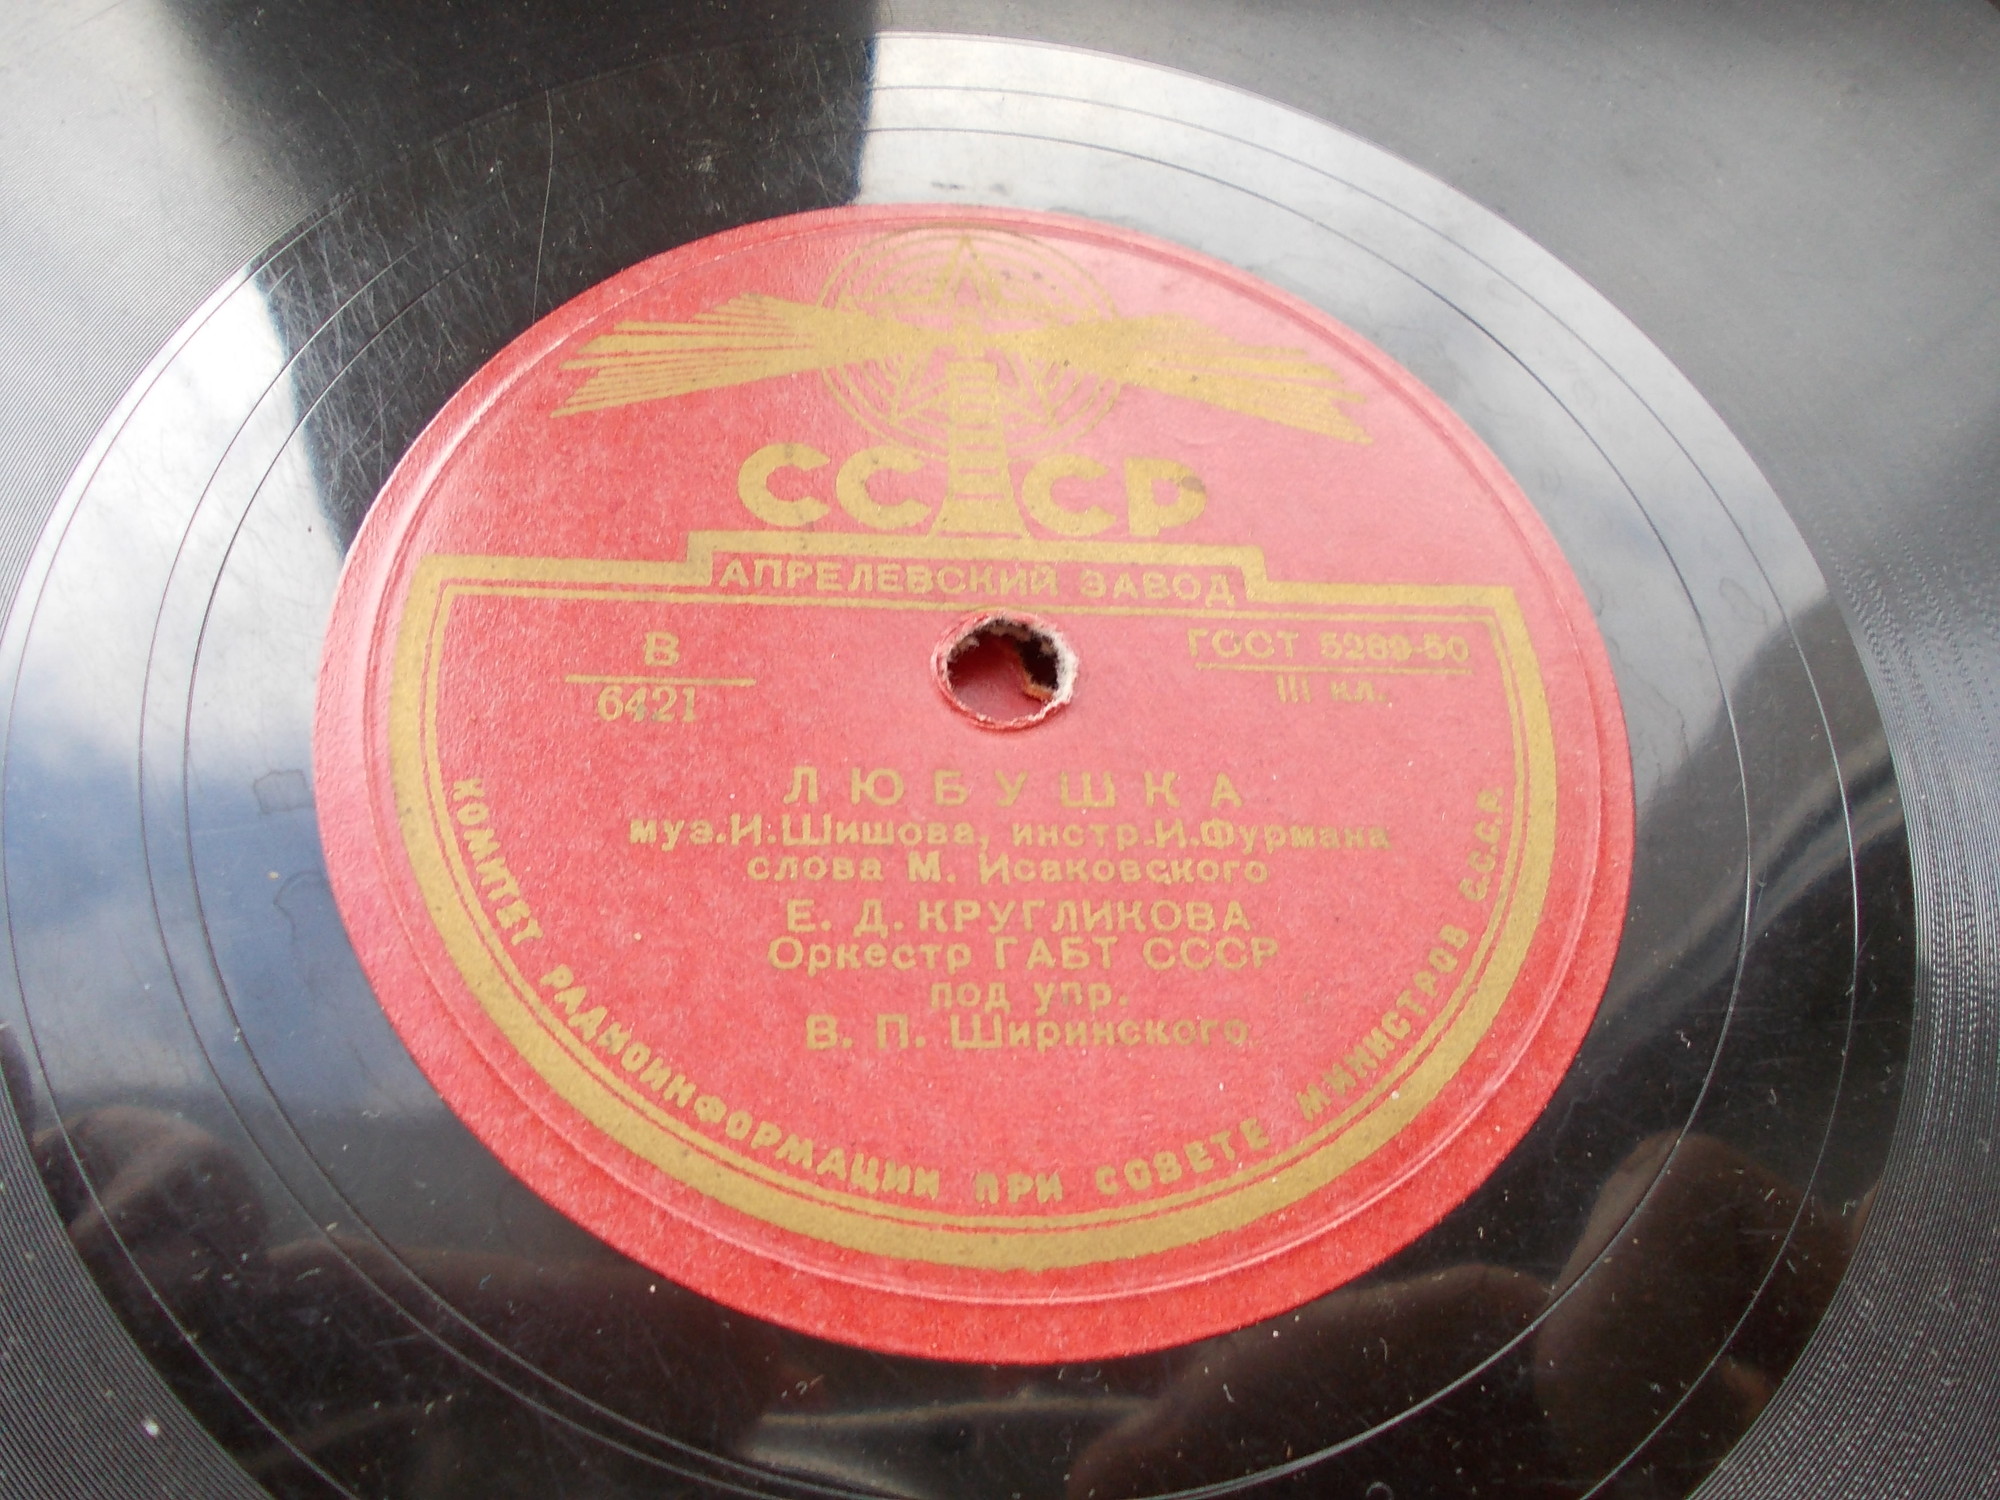 СССР
АПРЕЛЕВСКИЙ ЗАВОД
В
6421
ГОСТ 5289-50
III кл.
ЛЮБУШКА
муз.И.Шишова, инстр.И.Фурмана
слова М. Исаковского
Е. Д. КРУГЛИКОВА
Оркестр ГАБТ СССР
под упр.
В. П. Ширинского
КОМИТЕТ РАДИОИНФОРМАЦИИ ПРИ СОВЕТЕ МИНИСТРОВ С.С.С.Р.